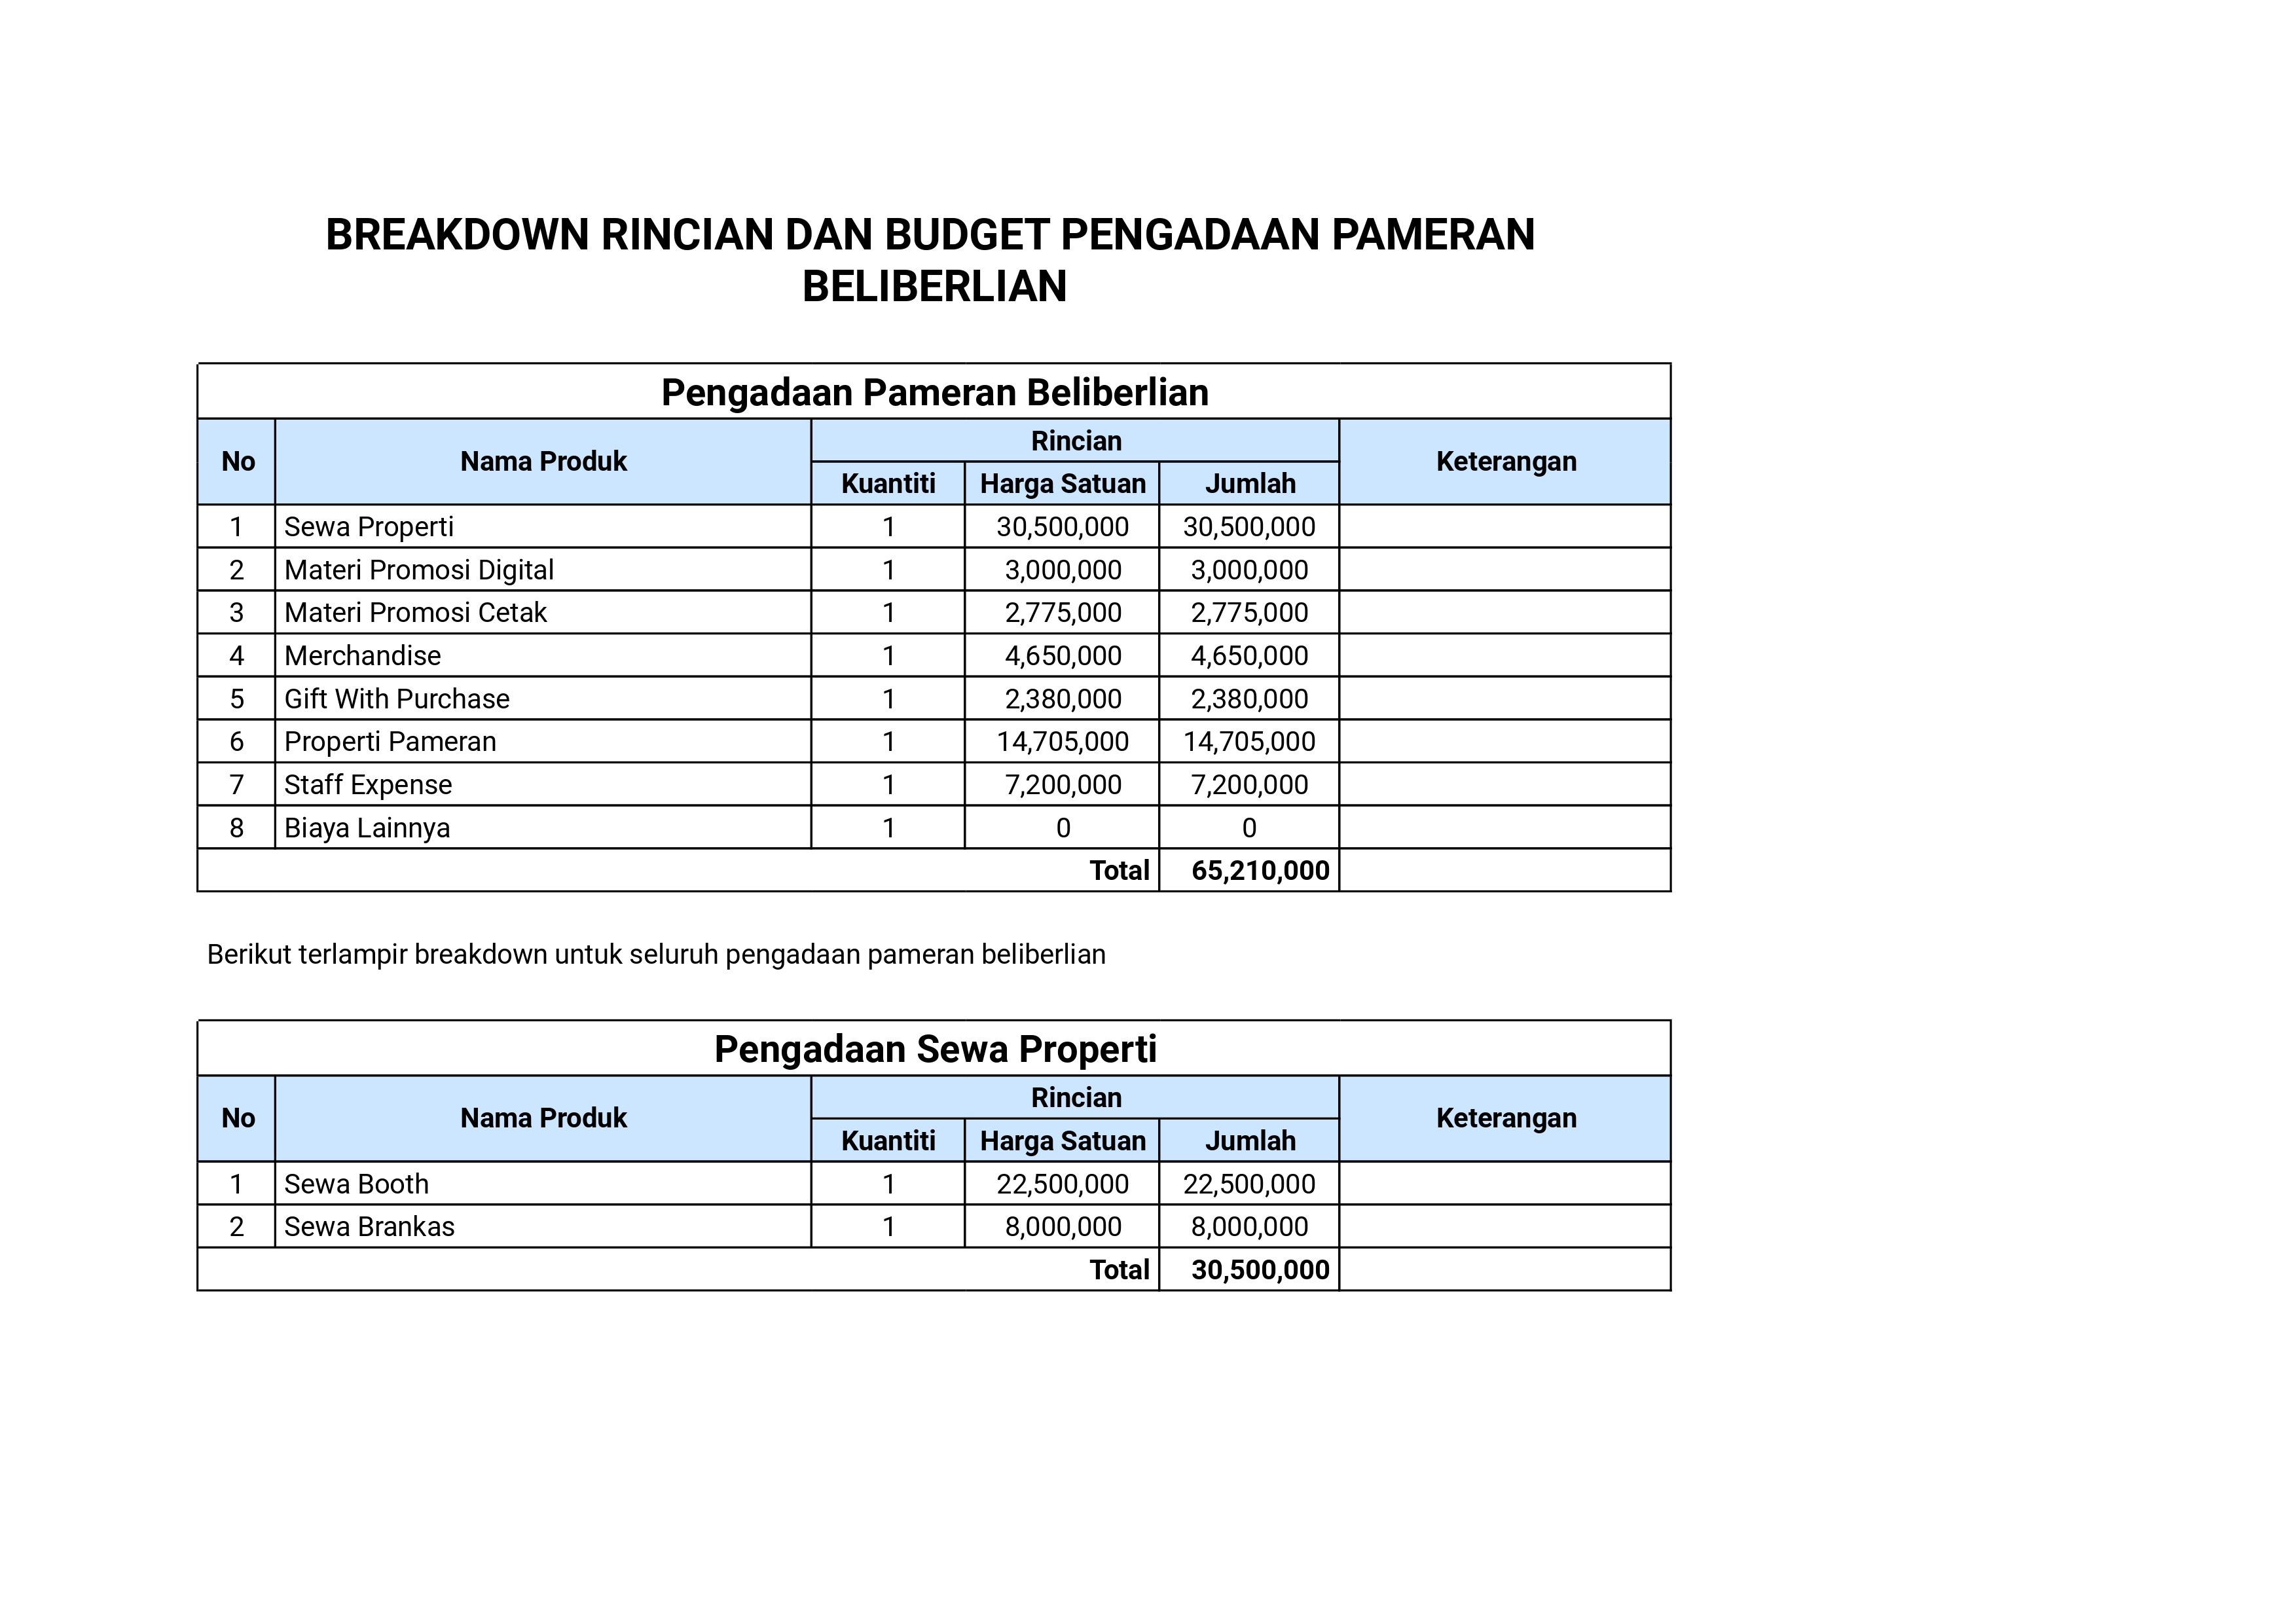 BREAKDOWN RINCIAN DAN BUDGET PENGADAAN PAMERAN
BELIBERLIAN
Pengadaan Pameran Beliberlian
No Nama Produk Rincian Keterangan
Kuantiti Harga Satuan Jumlah
1 Sewa Properti 1 30,500,000 30,500,000
2 Materi Promosi Digital 1 3,000,000 3,000,000
3 Materi Promosi Cetak 1 2,775,000 2,775,000
4 Merchandise 1 4,650,000 4,650,000
5 Gift With Purchase 1 2,380,000 2,380,000
6 Properti Pameran 1 14,705,000 14,705,000
7 Staff Expense 1 7,200,000 7,200,000
8 Biaya Lainnya 1 0 0
Total 65,210,000
Berikut terlampir breakdown untuk seluruh pengadaan pameran beliberlian
Pengadaan Sewa Properti
No Nama Produk Rincian Keterangan
Kuantiti Harga Satuan Jumlah
1 Sewa Booth 1 22,500,000 22,500,000
2 Sewa Brankas 1 8,000,000 8,000,000
Total 30,500,000